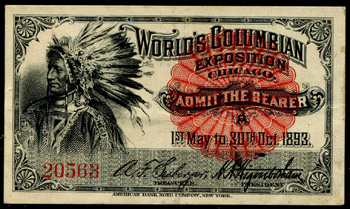 WORLD'S COLUMBIAN
EXPOSITION
CHICAGO.
ADMIT THE BEARER
A
1ST May to 30TH Oct. 1893.
20563
TREASURER. PRESIDENT
AMERICAN BANK NOTE COMPANY, NEW YORK.